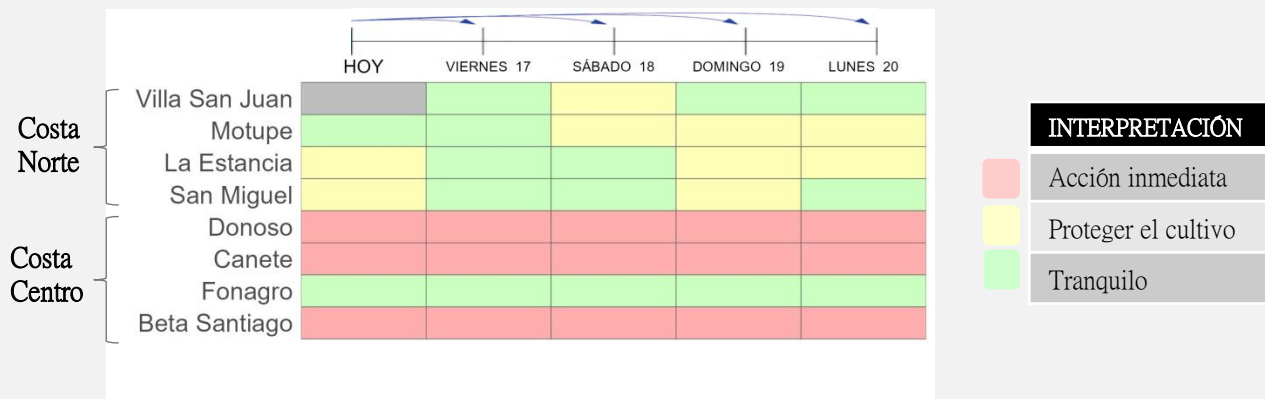 HOY VIERNES 17 SÁBADO 18 DOMINGO 19 LUNES 20
Costa Norte
Villa San Juan
Motupe
La Estancia
San Miguel
Costa Centro
Donoso
Canete
Fonagro
Beta Santiago
INTERPRETACIÓN
Acción inmediata
Proteger el cultivo
Tranquilo